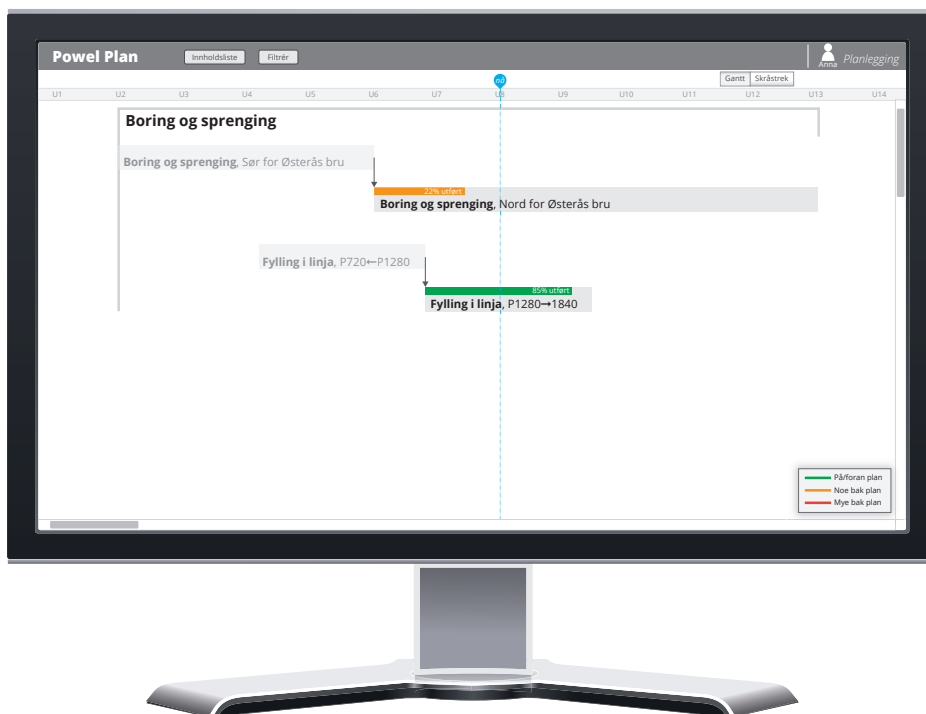 Powel Plan
Innholdsliste
Filtrér
Anna
Planlegging
nå
Gantt
Skråstrek
U1 U2 U3 U4 U5 U6 U7 U8 U9 U10 U11 U12 U13 U14
Boring og sprenging
Boring og sprenging, Sør for Østerås bru
22% utført
Boring og sprenging, Nord for Østerås bru
Fylling i linja, P720←P1280
85% utført
Fylling i linja, P1280→1840
På/foran plan
Noe bak plan
Mye bak plan